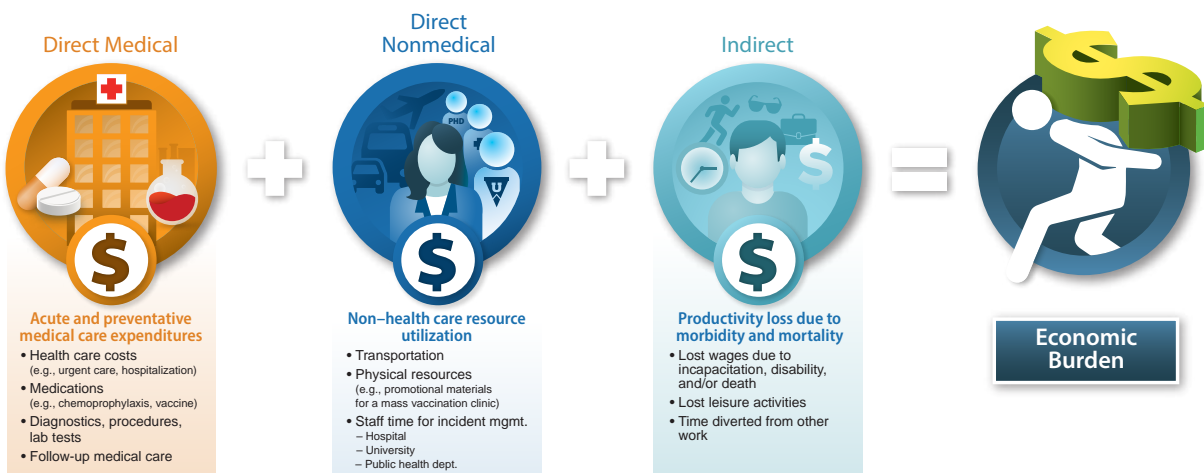 Direct Medical
$
Acute and preventative
medical care expenditures
• Health care costs
(e.g., urgent care, hospitalization)
• Medications
(e.g., chemoprophylaxis, vaccine)
• Diagnostics, procedures,
lab tests
• Follow-up medical care
+
Direct
Nonmedical
PHD
U
$
Non–health care resource
utilization
• Transportation
• Physical resources
(e.g., promotional materials
for a mass vaccination clinic)
• Staff time for incident mgmt.
– Hospital
– University
– Public health dept.
+
Indirect
$
$
Productivity loss due to
morbidity and mortality
• Lost wages due to
incapacitation, disability,
and/or death
• Lost leisure activities
• Time diverted from other
work
=
$
Economic
Burden